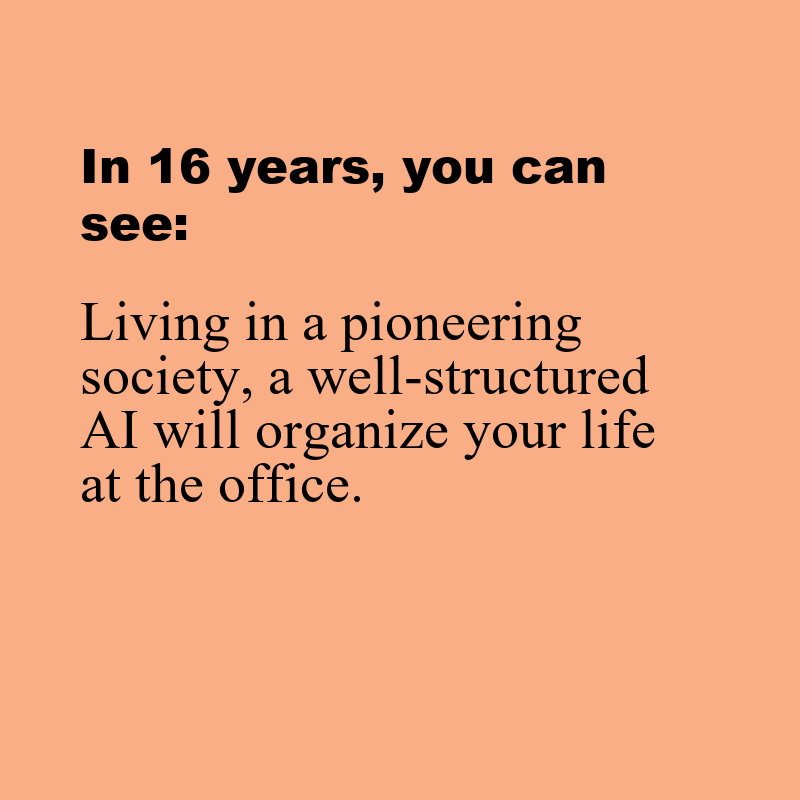 In 16 years, you can
see:
Living in a pioneering
society, a well-structured
AI will organize your life
at the office.